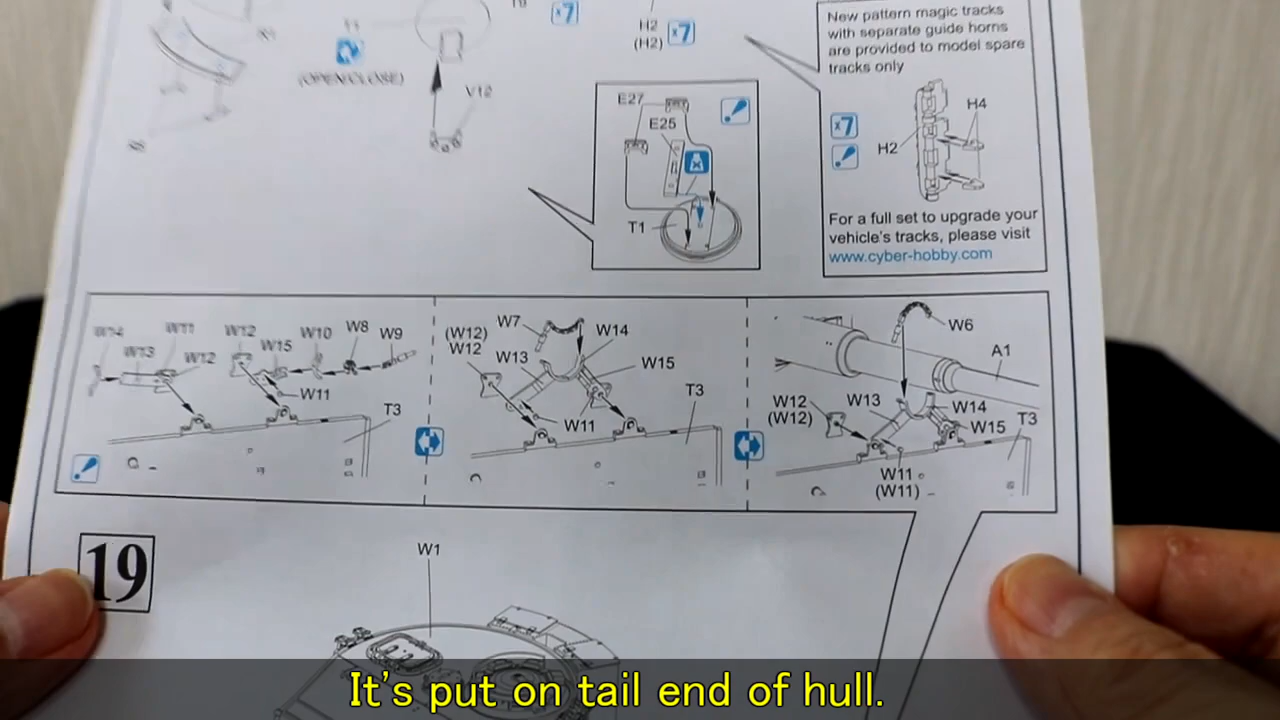 New pattern magic tracks
with separate guide horns
are provided to model spare
tracks only
x7
H2
(H2)
x7
(OPEN/CLOSE)
V12
E27
E25
T1
x7
H2
H4
For a full set to upgrade your
vehicle's tracks, please visit
www.cyber-hobby.com
W14
W11
W13
W12
W12
W15
W10
W8
W9
W11
T3
(W12)
W12
W7
W13
W14
W15
W11
T3
W6
A1
W12
(W12)
W13
W14
W15
T3
W11
(W11)
19
W1
It's put on tail end of hull.